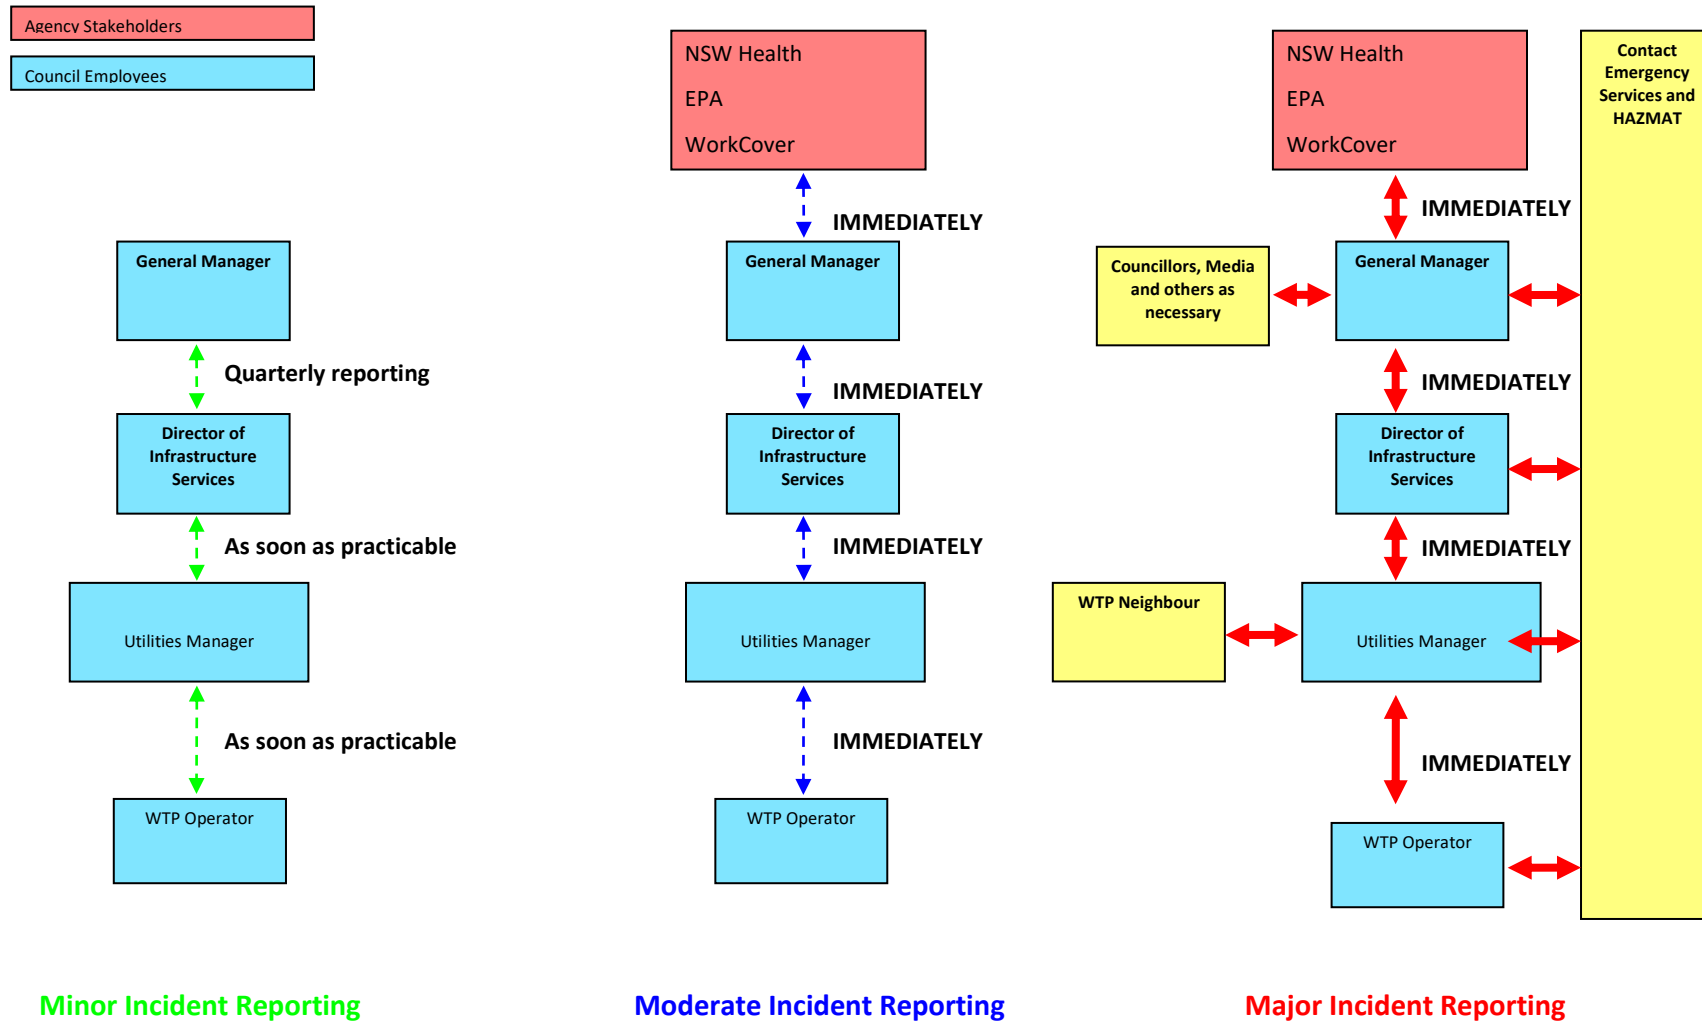 Agency Stakeholders
Council Employees
General Manager
Quarterly reporting
Director of
Infrastructure
Services
As soon as practicable
Utilities Manager
As soon as practicable
WTP Operator
Minor Incident Reporting
NSW Health
EPA
WorkCover
IMMEDIATELY
General Manager
IMMEDIATELY
Director of
Infrastructure
Services
IMMEDIATELY
Utilities Manager
IMMEDIATELY
WTP Operator
Moderate Incident Reporting
NSW Health
EPA
WorkCover
IMMEDIATELY
General Manager
Councillors, Media
and others as
necessary
IMMEDIATELY
Director of
Infrastructure
Services
IMMEDIATELY
WTP Neighbour
Utilities Manager
IMMEDIATELY
WTP Operator
Contact
Emergency
Services and
HAZMAT
Major Incident Reporting